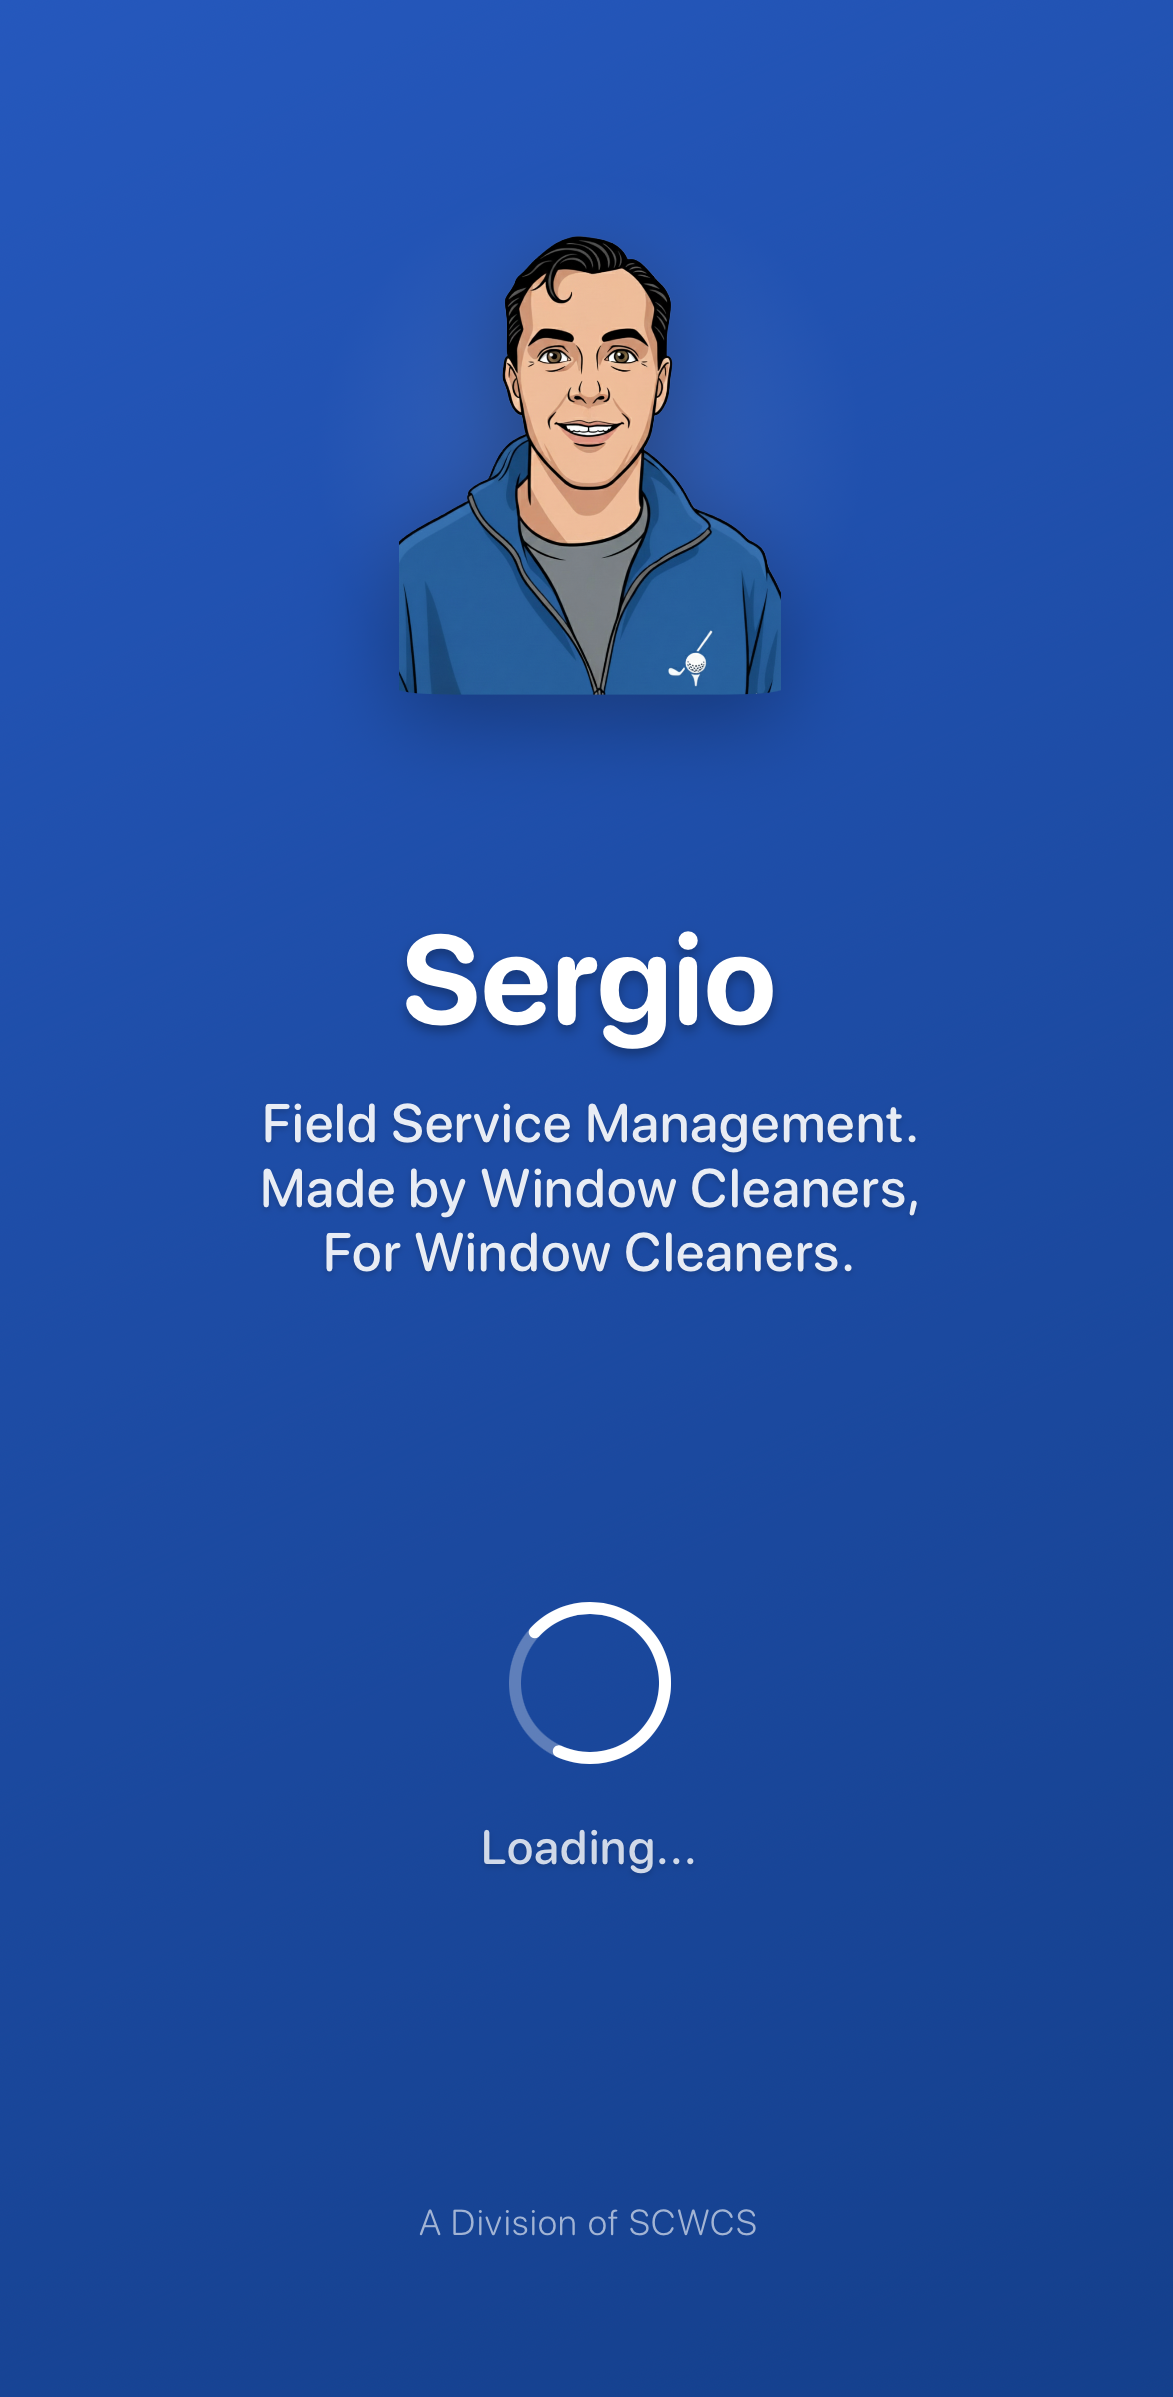 Sergio
Field Service Management.
Made by Window Cleaners,
For Window Cleaners.
Loading...
A Division of SCWCS